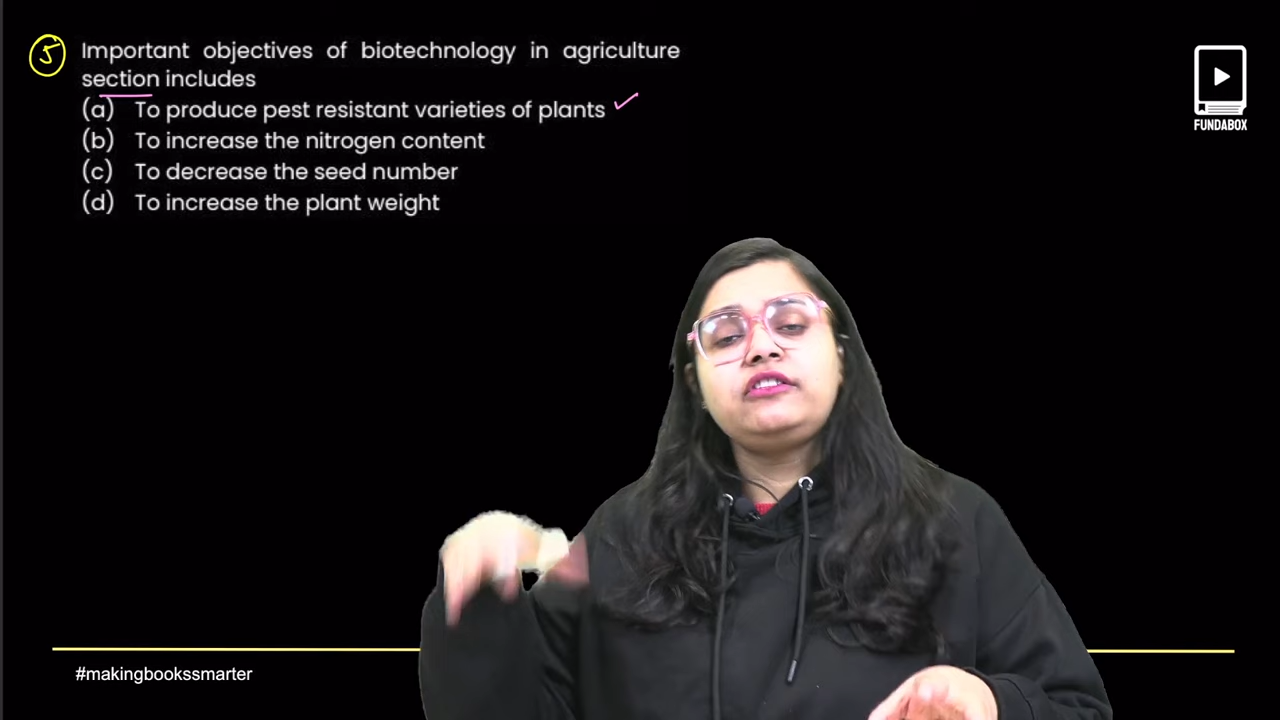 5 Important objectives of biotechnology in agriculture
section includes
(a) To produce pest resistant varieties of plants
(b) To increase the nitrogen content
(c) To decrease the seed number
(d) To increase the plant weight
FUNDABOX
#makingbookssmarter